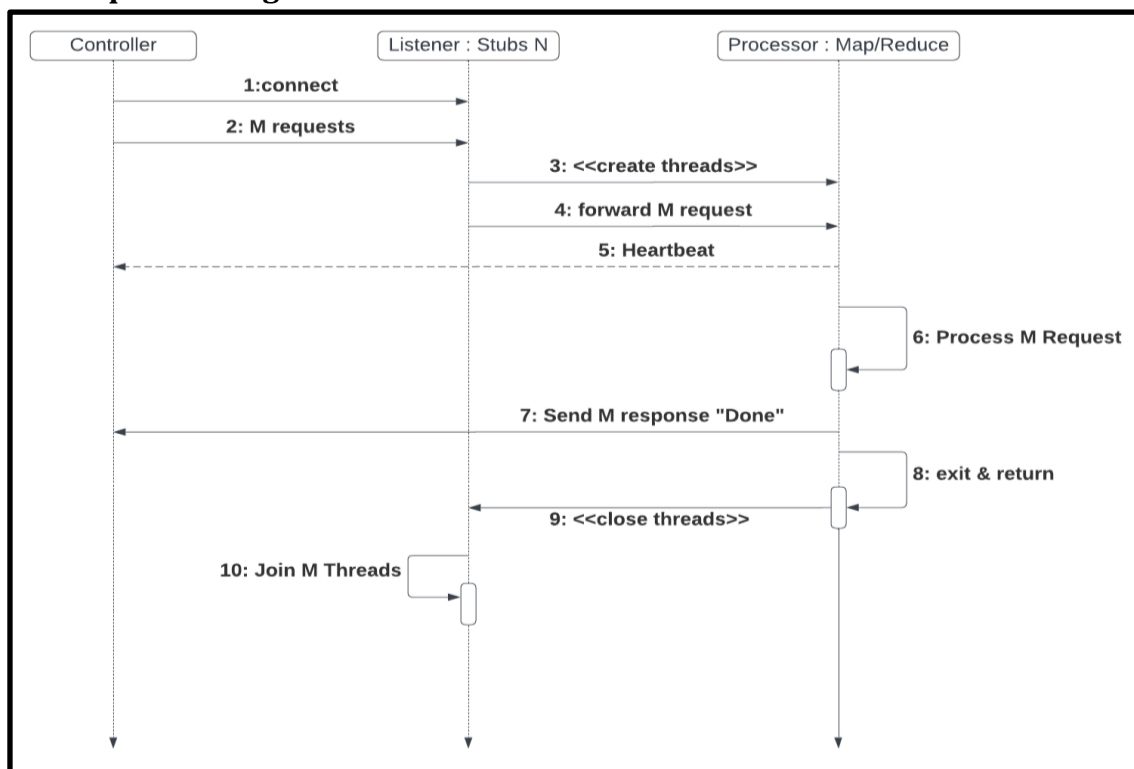 Controller
Listener : Stubs N
Processor : Map/Reduce
1:connect
2: M requests
3: <<create threads>>
4: forward M request
5: Heartbeat
6: Process M Request
7: Send M response "Done"
8: exit & return
9: <<close threads>>
10: Join M Threads